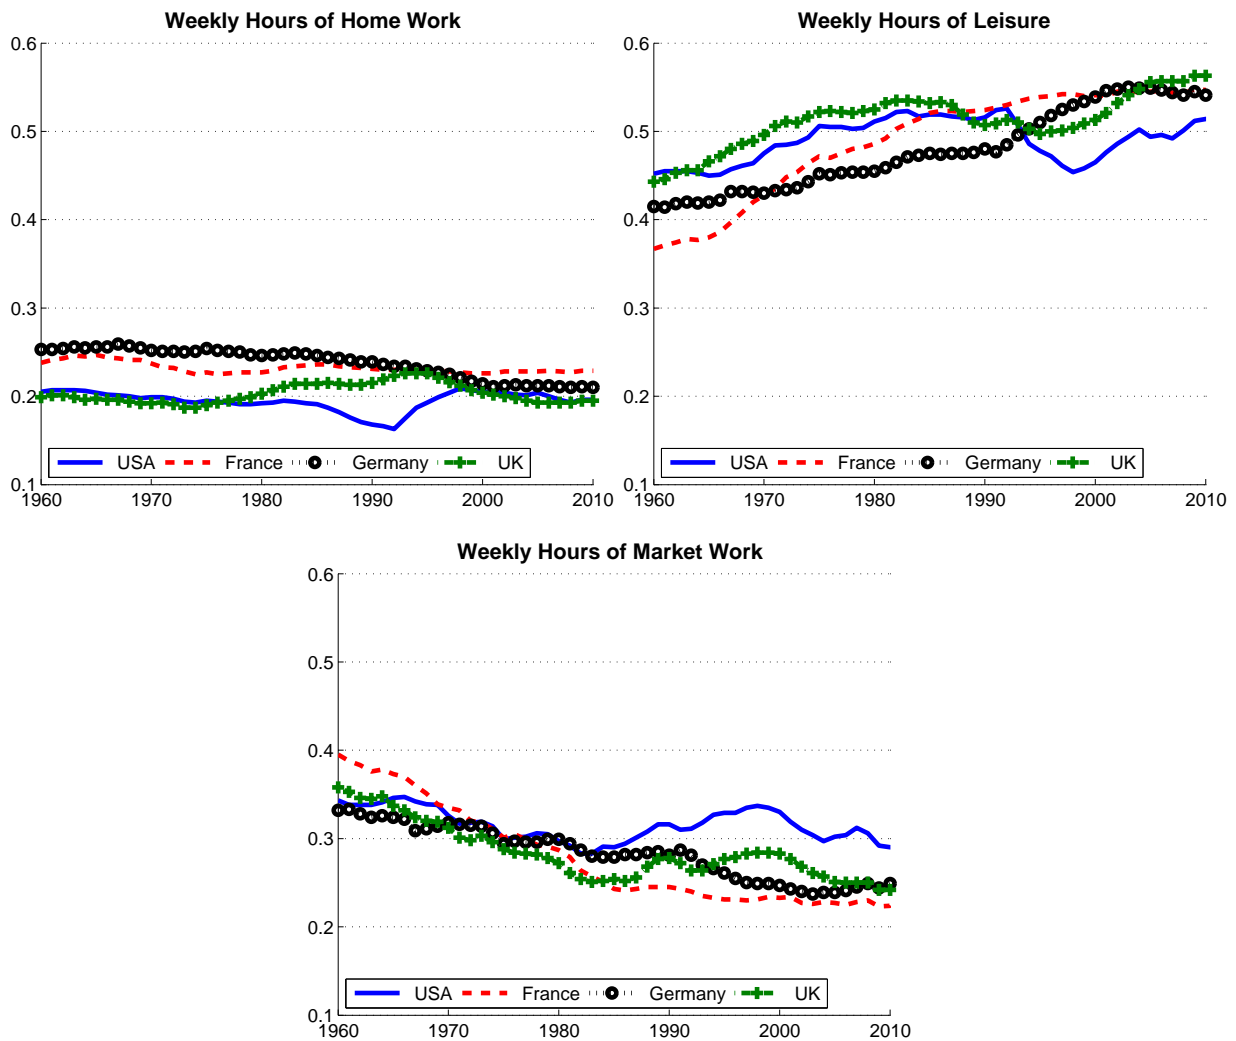 Weekly Hours of Home Work
0.6
0.5
0.4
0.3
0.2
0.1
1960 1970 1980 1990 2000 2010
USA France Germany UK
Weekly Hours of Leisure
0.6
0.5
0.4
0.3
0.2
0.1
1960 1970 1980 1990 2000 2010
USA France Germany UK
Weekly Hours of Market Work
0.6
0.5
0.4
0.3
0.2
0.1
1960 1970 1980 1990 2000 2010
USA France Germany UK